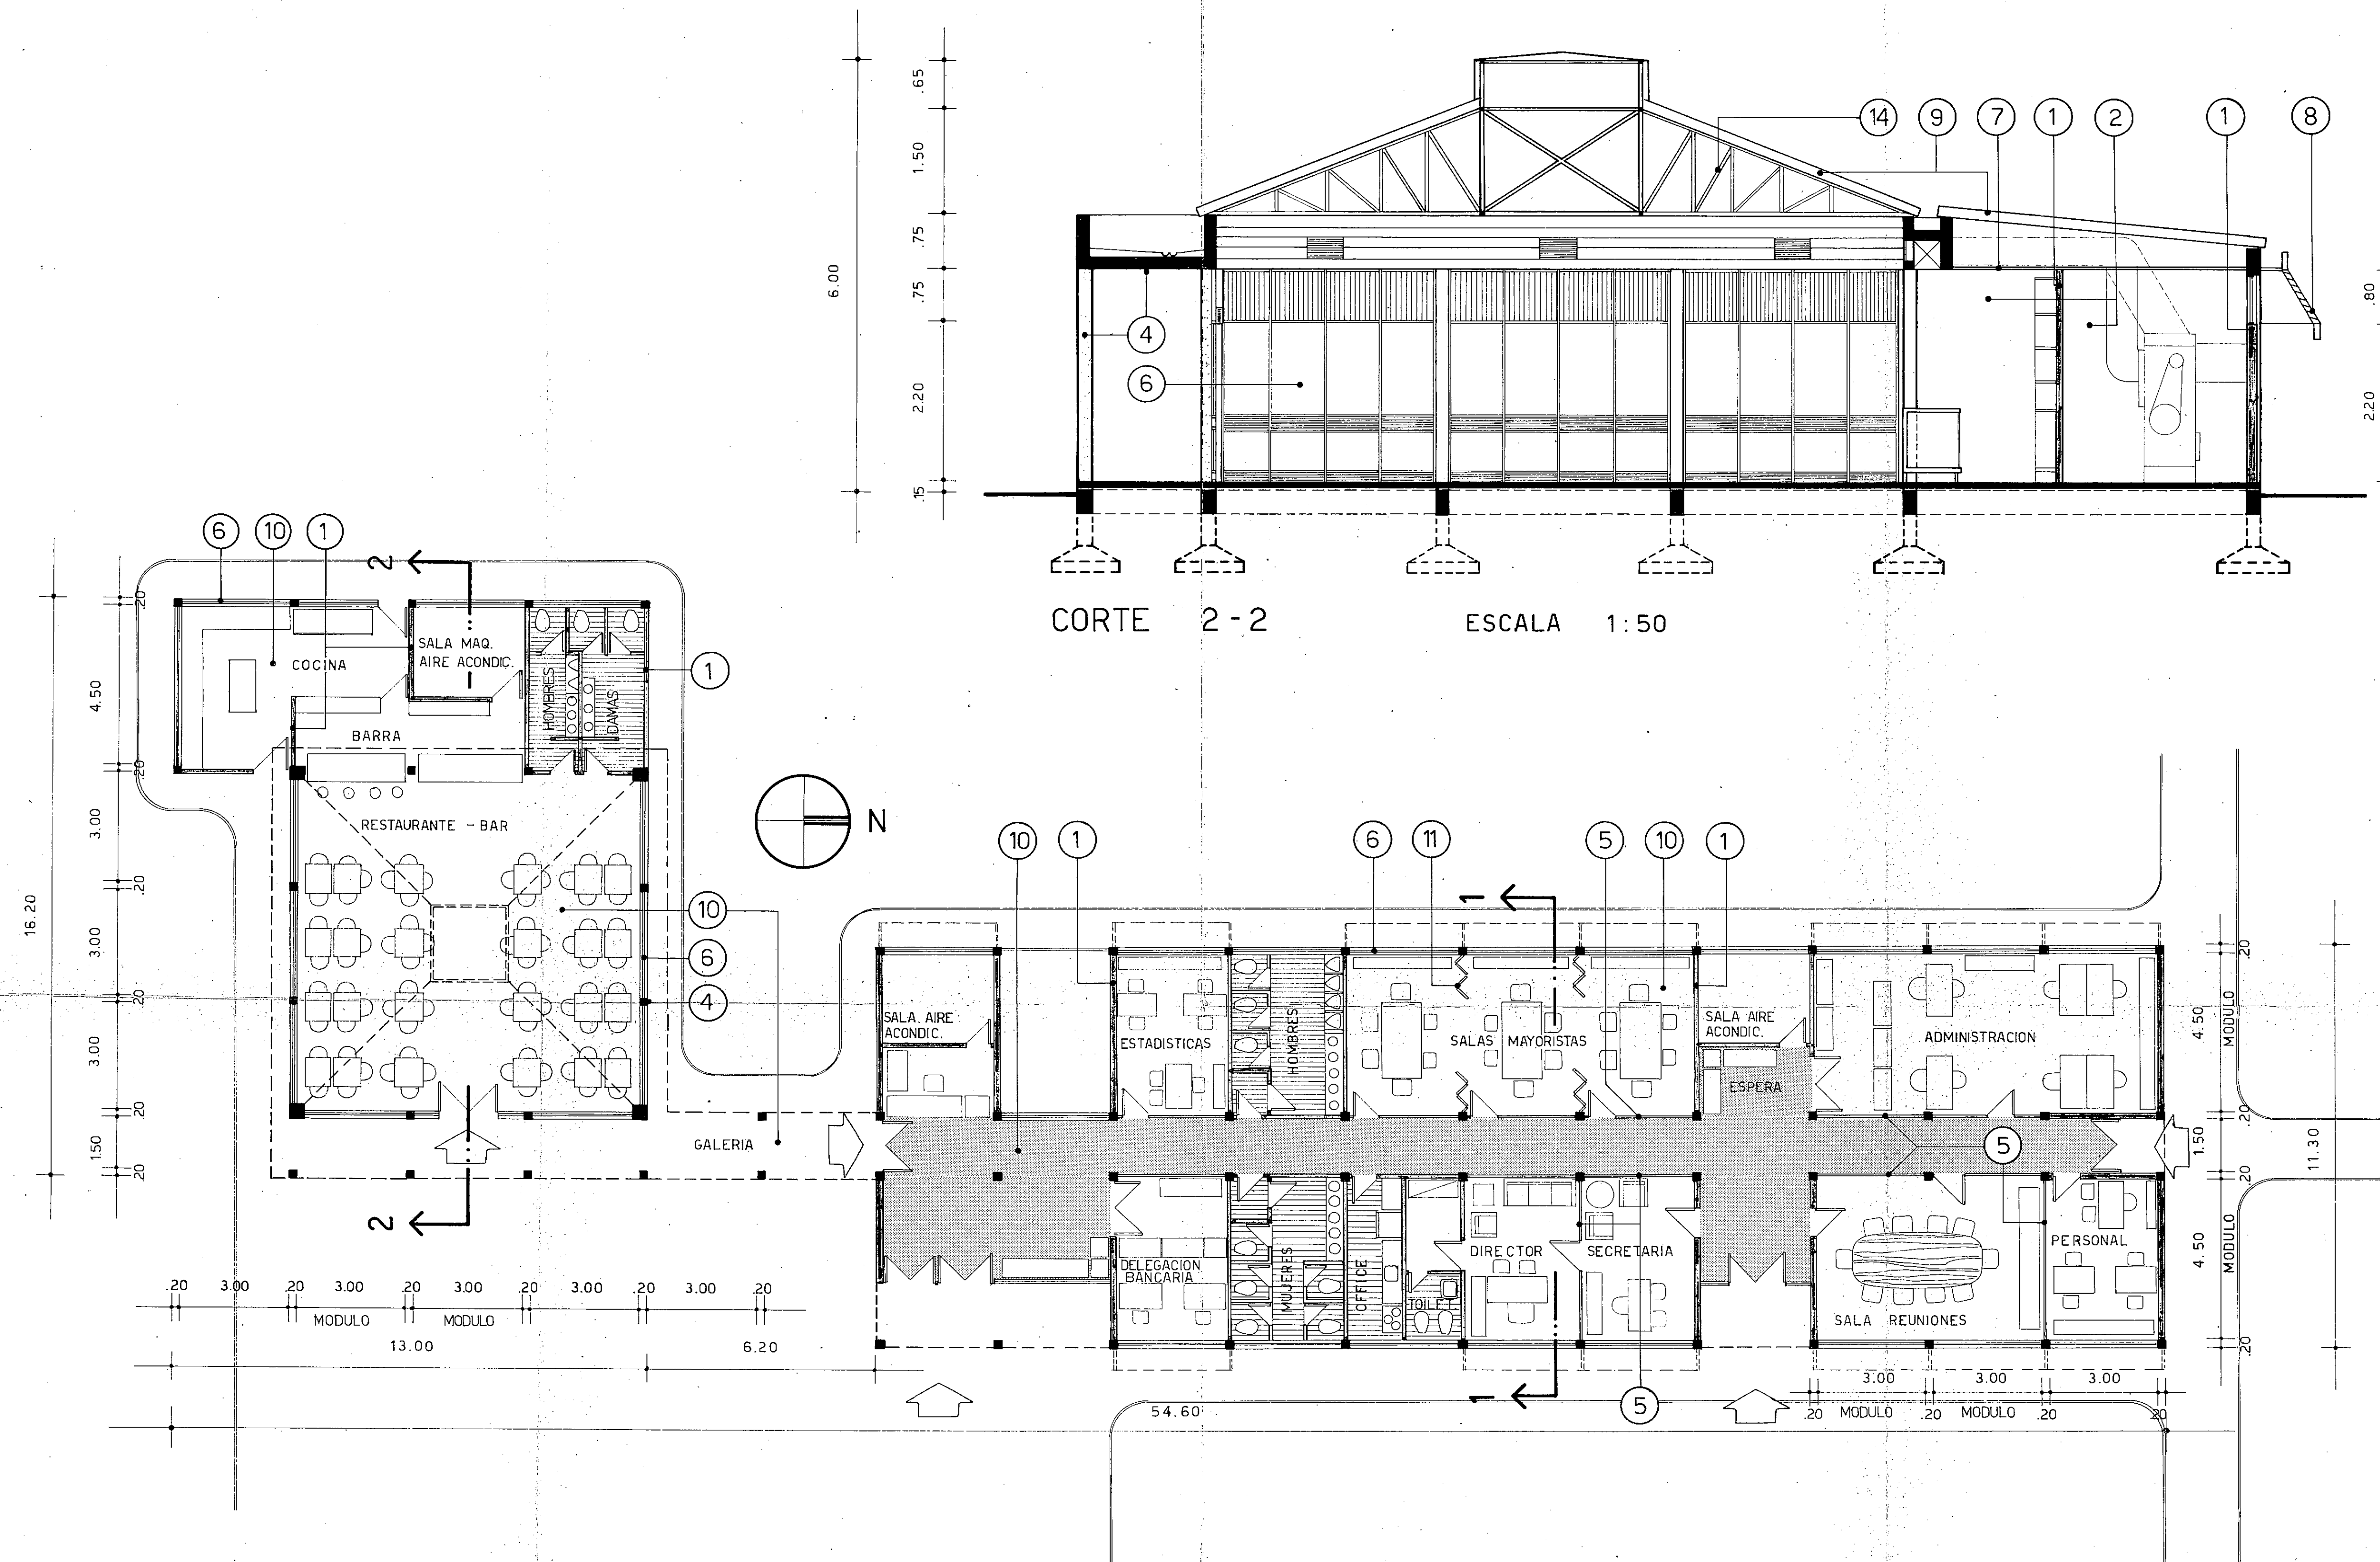 .65
1.50
.75
.75
2.20
.15
6.00
14
9
7
1
2
1
8
4
6
.80
2.20
CORTE 2-2 ESCALA 1:50
6
10
1
2
SALA MAQ.
AIRE ACONDIC.
COCINA
HOMBRES
DAMAS
1
BARRA
RESTAURANTE - BAR
N
10
6
4
GALERIA
2
.20
4.50
.20
3.00
.20
3.00
.20
3.00
.20
1.50
.20
16.20
.20 3.00 .20 3.00 .20 3.00 .20 3.00 .20 3.00 .20
MODULO MODULO
13.00 6.20
54.60
10
1
6
11
5
10
1
1
SALA. AIRE
ACONDIC.
ESTADISTICAS
HOMBRES
SALAS MAYORISTAS
SALA AIRE
ACONDIC.
ESPERA
ADMINISTRACION
5
DELEGACION
BANCARIA
MUJERES
OFFICE
TOILET.
DIRECTOR
SECRETARIA
SALA REUNIONES
PERSONAL
1
5
.20
4.50
MODULO
.20
1.50
.20
4.50
MODULO
.20
11.30
3.00 3.00 3.00
.20 MODULO .20 MODULO .20 .20